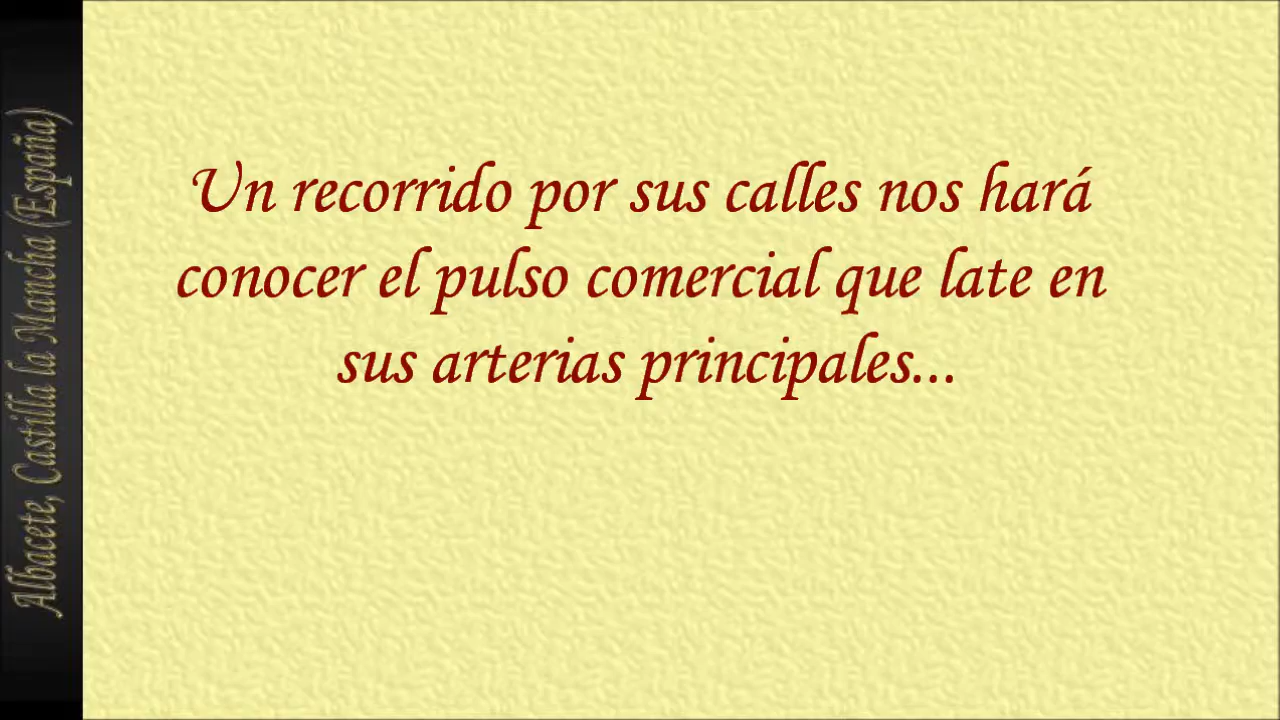 Albacete, Castilla la Mancha (España)
Un recorrido por sus calles nos hará
conocer el pulso comercial que late en
sus arterias principales...